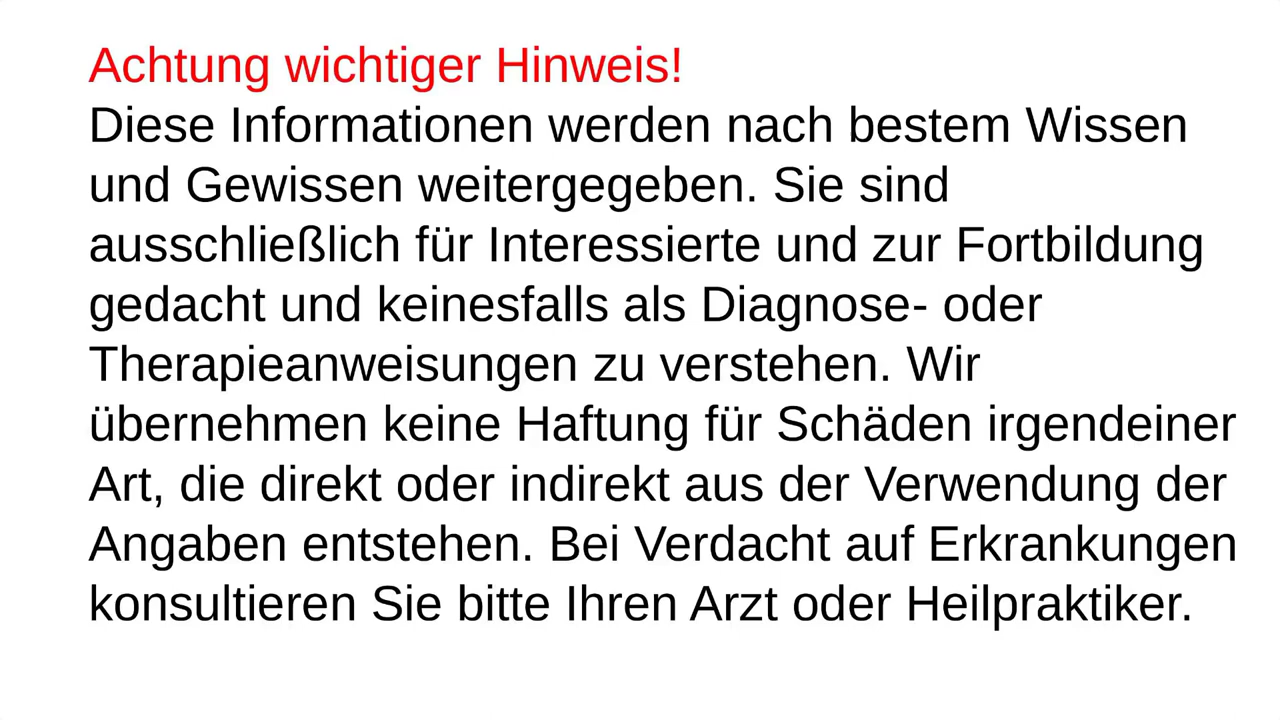 Achtung wichtiger Hinweis!
Diese Informationen werden nach bestem Wissen
und Gewissen weitergegeben. Sie sind
ausschließlich für Interessierte und zur Fortbildung
gedacht und keinesfalls als Diagnose- oder
Therapieanweisungen zu verstehen. Wir
übernehmen keine Haftung für Schäden irgendeiner
Art, die direkt oder indirekt aus der Verwendung der
Angaben entstehen. Bei Verdacht auf Erkrankungen
konsultieren Sie bitte Ihren Arzt oder Heilpraktiker.